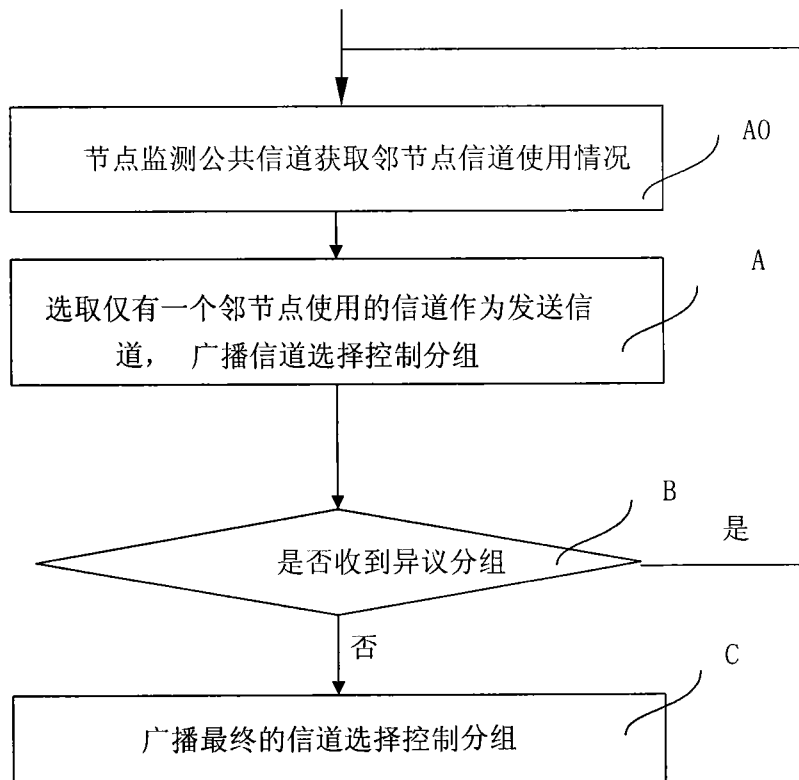 节点监测公共信道获取邻节点信道使用情况
A0
选取仅有一个邻节点使用的信道作为发送信
道， 广播信道选择控制分组
A
是否收到异议分组
B
是
否
广播最终的信道选择控制分组
C